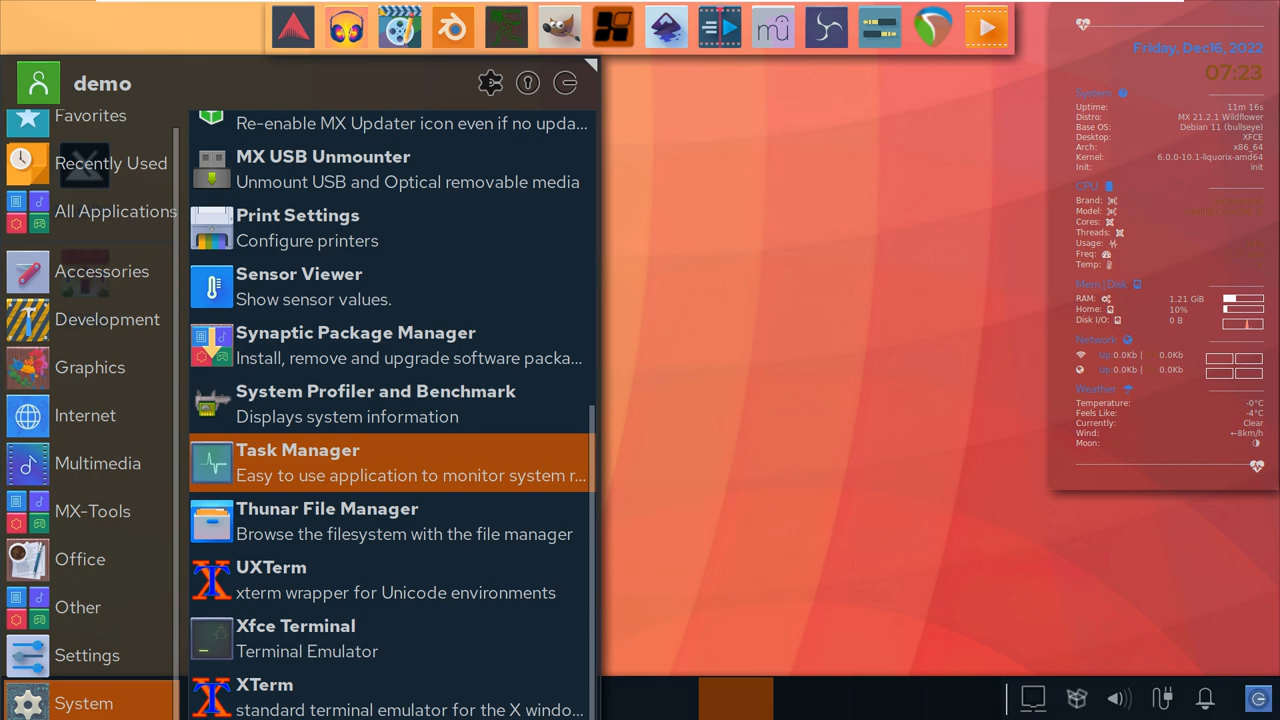 demo
Favorites
Recently Used
All Applications
Accessories
Development
Graphics
Internet
Multimedia
MX-Tools
Office
Other
Settings
System
Re-enable MX Updater icon even if no upda...
MX USB Unmounter
Unmount USB and Optical removable media
Print Settings
Configure printers
Sensor Viewer
Show sensor values.
Synaptic Package Manager
Install, remove and upgrade software packa...
System Profiler and Benchmark
Displays system information
Task Manager
Easy to use application to monitor system r...
Thunar File Manager
Browse the filesystem with the file manager
UXTerm
xterm wrapper for Unicode environments
Xfce Terminal
Terminal Emulator
XTerm
standard terminal emulator for the X windo...
Friday, Dec16, 2022
07:23
System
Uptime: 11m 16s
Distro: MX 21.2.1 Wildflower
Base OS: Debian 11 (bullseye)
Desktop: XFCE
Arch: x86_64
Kernel: 6.0.0-10.1-liquorix-amd64
Init: init
CPU
Brand:
Model:
Cores:
Threads:
Usage:
Freq:
Temp:
Mem|Disk
RAM: 1.21 GiB
Home: 10%
Disk I/O: 0 B
Network
Up:0.0Kb | 0.0Kb
Up:0.0Kb | 0.0Kb
Weather
Temperature: -0°C
Feels Like: -4°C
Currently: Clear
Wind: ←8km/h
Moon: